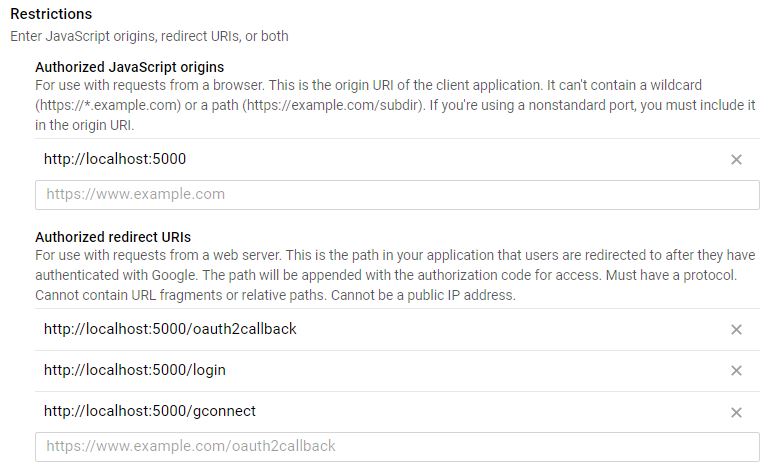 Restrictions
Enter JavaScript origins, redirect URIs, or both
Authorized JavaScript origins
For use with requests from a browser. This is the origin URI of the client application. It can't contain a wildcard
(https://*.example.com) or a path (https://example.com/subdir). If you're using a nonstandard port, you must include it
in the origin URI.
http://localhost:5000
https://www.example.com
Authorized redirect URIs
For use with requests from a web server. This is the path in your application that users are redirected to after they have
authenticated with Google. The path will be appended with the authorization code for access. Must have a protocol.
Cannot contain URL fragments or relative paths. Cannot be a public IP address.
http://localhost:5000/oauth2callback
http://localhost:5000/login
http://localhost:5000/gconnect
https://www.example.com/oauth2callback